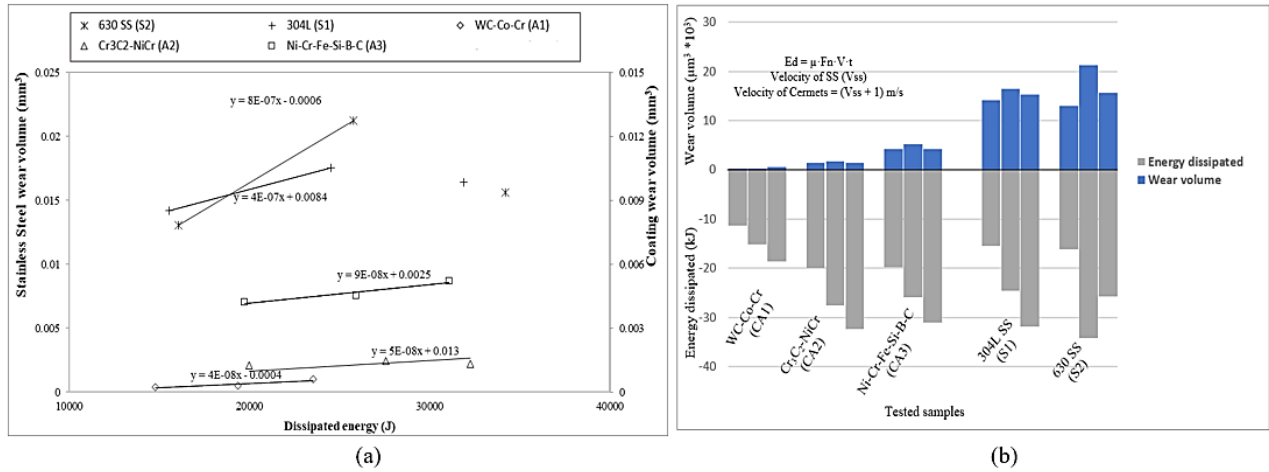 (a)
630 SS (S2)
304L (S1)
WC-Co-Cr (A1)
Cr3C2-NiCr (A2)
Ni-Cr-Fe-Si-B-C (A3)
Stainless Steel wear volume (mm³)
0.025
0.02
0.015
0.01
0.005
0
Coating wear volume (mm³)
0.015
0.012
0.009
0.006
0.003
0.000
y = 8E-07x - 0.0006
y = 4E-07x + 0.0084
y = 9E-08x + 0.0025
y = 5E-08x + 0.013
y = 4E-08x - 0.0004
10000
20000
30000
40000
Dissipated energy (J)
(a)
(b)
Wear volume (µm³ *10³)
Energy dissipated (kJ)
30
20
10
0
-10
-20
-30
-40
Ed = µ·Fn·V·t
Velocity of SS (Vss)
Velocity of Cermets = (Vss + 1) m/s
Energy dissipated
Wear volume
WC-Co-Cr
(CA1)
Cr₃C₂-NiCr
(CA2)
Ni-Cr-Fe-Si-B-C
(CA3)
304L SS
(S1)
630 SS
(S2)
Tested samples
(b)